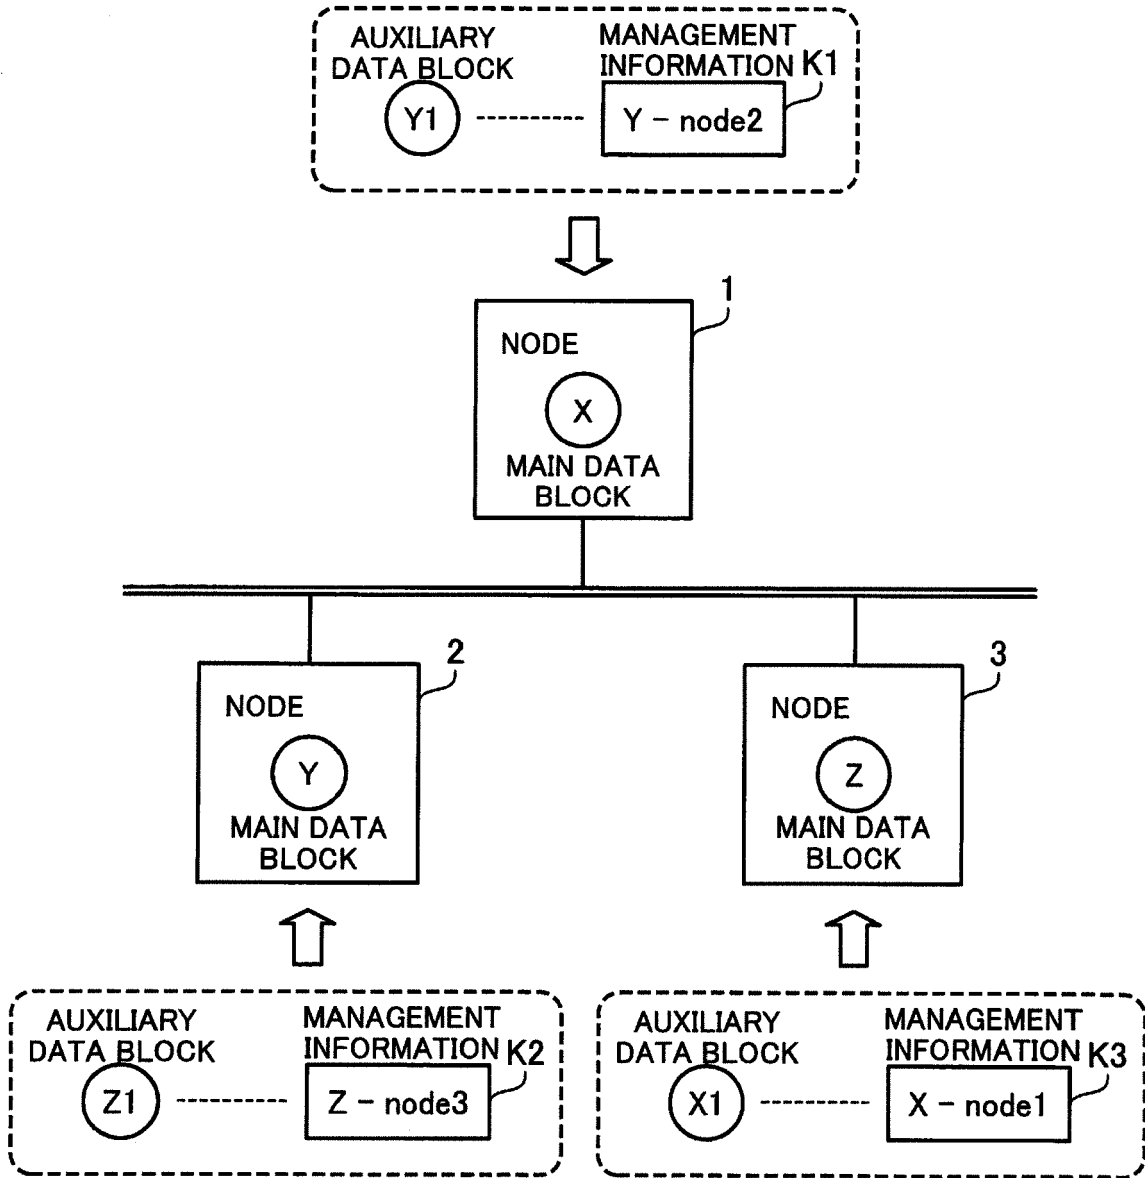 AUXILIARY
DATA BLOCK
MANAGEMENT
INFORMATION K1
Y1
Y - node2
1
NODE
X
MAIN DATA
BLOCK
2
NODE
Y
MAIN DATA
BLOCK
3
NODE
Z
MAIN DATA
BLOCK
AUXILIARY
DATA BLOCK
MANAGEMENT
INFORMATION K2
Z1
Z - node3
AUXILIARY
DATA BLOCK
MANAGEMENT
INFORMATION K3
X1
X - node1